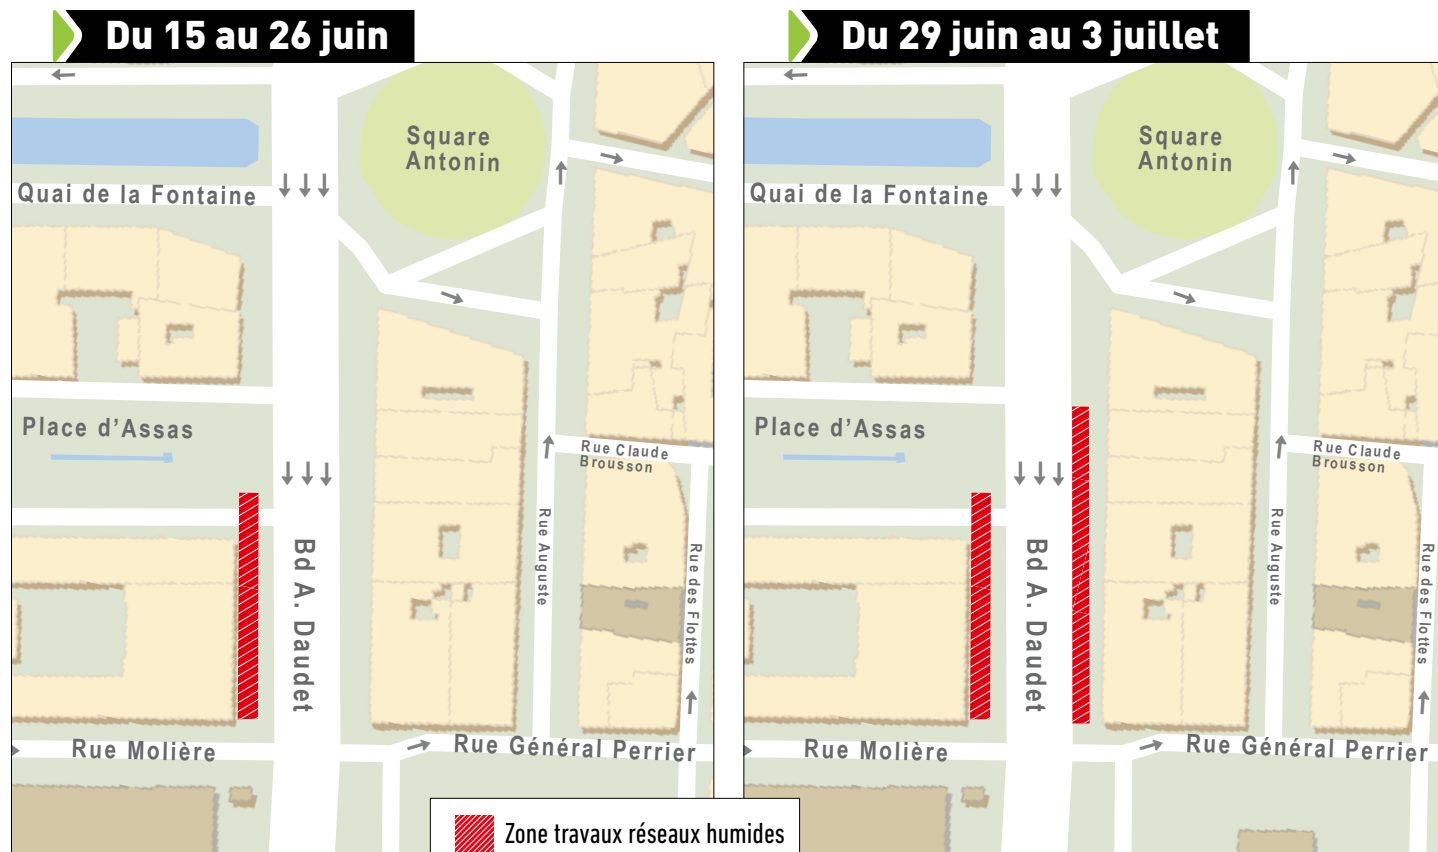 Du 15 au 26 juin
Square
Antonin
Quai de la Fontaine
Place d'Assas
Rue Claude
Brousson
Rue Auguste
Bd A. Daudet
Rue des Flottes
Rue Molière
Rue Général Perrier
Du 29 juin au 3 juillet
Square
Antonin
Quai de la Fontaine
Place d'Assas
Rue Claude
Brousson
Rue Auguste
Bd A. Daudet
Rue des Flottes
Rue Molière
Rue Général Perrier
Zone travaux réseaux humides